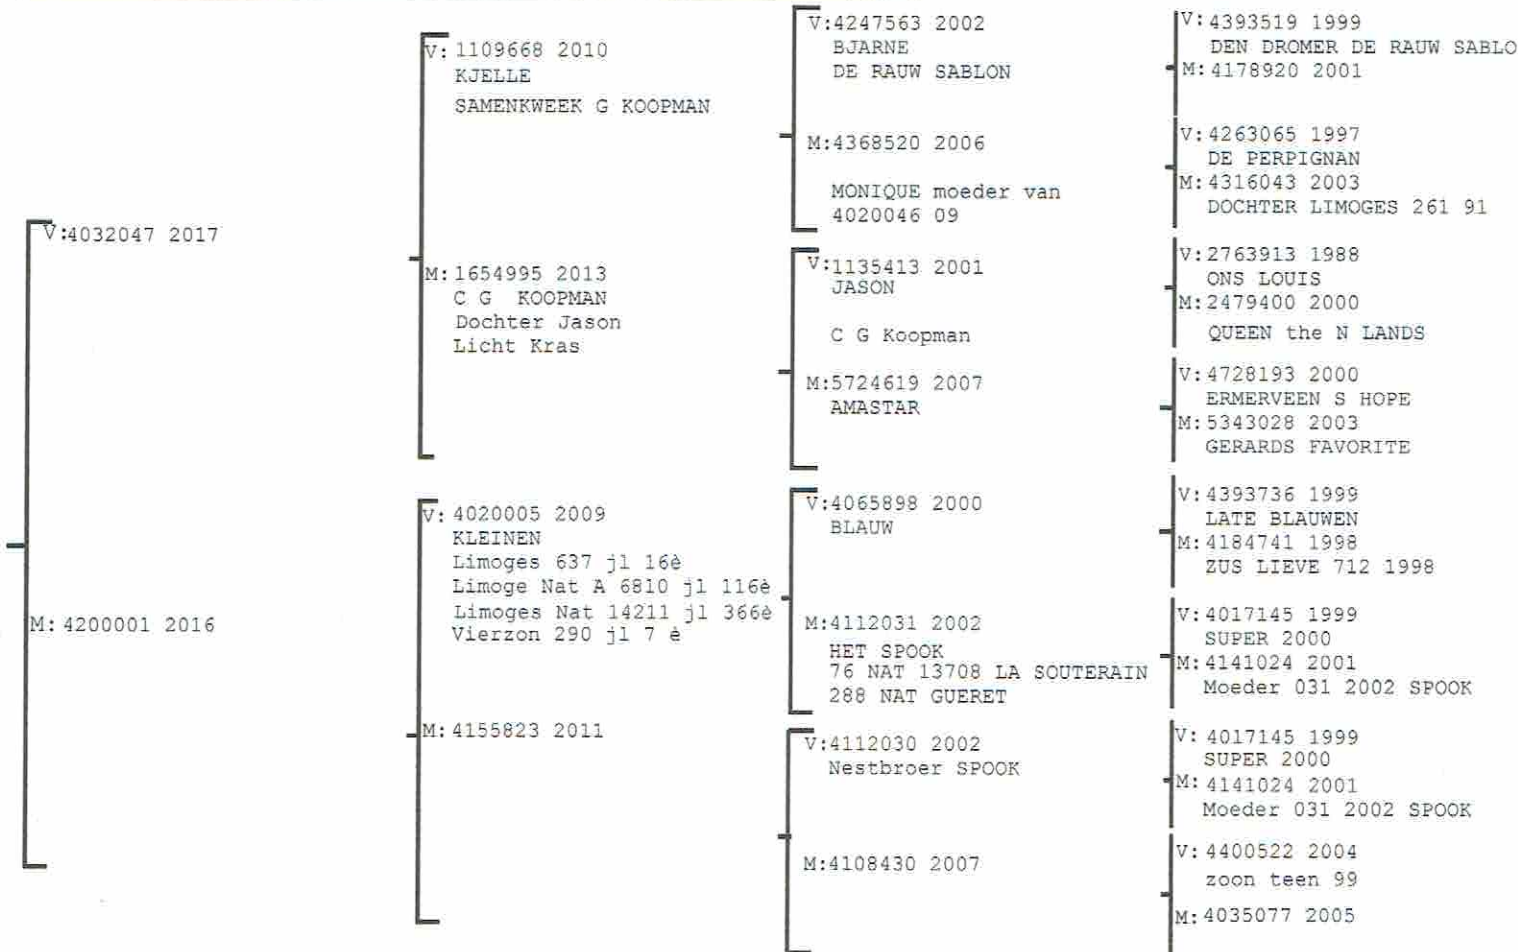 V:4032047 2017
M: 4200001 2016
V: 1109668 2010
KJELLE
SAMENKWEEK G KOOPMAN
M: 1654995 2013
C G KOOPMAN
Dochter Jason
Licht Kras
V: 4020005 2009
KLEINEN
Limoges 637 jl 16è
Limoge Nat A 6810 jl 116è
Limoges Nat 14211 jl 366è
Vierzon 290 jl 7 è
M: 4155823 2011
V:4247563 2002
BJARNE
DE RAUW SABLON
M:4368520 2006
MONIQUE moeder van
4020046 09
V:1135413 2001
JASON
C G Koopman
M:5724619 2007
AMASTAR
V:4065898 2000
BLAUW
M:4112031 2002
HET SPOOK
76 NAT 13708 LA SOUTERAIN
288 NAT GUERET
V:4112030 2002
Nestbroer SPOOK
M:4108430 2007
V: 4393519 1999
DEN DROMER DE RAUW SABLO
M: 4178920 2001
V: 4263065 1997
DE PERPIGNAN
M: 4316043 2003
DOCHTER LIMOGES 261 91
V: 2763913 1988
ONS LOUIS
M: 2479400 2000
QUEEN the N LANDS
V: 4728193 2000
ERMERVEEN S HOPE
M: 5343028 2003
GERARDS FAVORITE
V: 4393736 1999
LATE BLAUWEN
M: 4184741 1998
ZUS LIEVE 712 1998
V: 4017145 1999
SUPER 2000
M: 4141024 2001
Moeder 031 2002 SPOOK
V: 4017145 1999
SUPER 2000
M: 4141024 2001
Moeder 031 2002 SPOOK
V: 4400522 2004
zoon teen 99
M: 4035077 2005